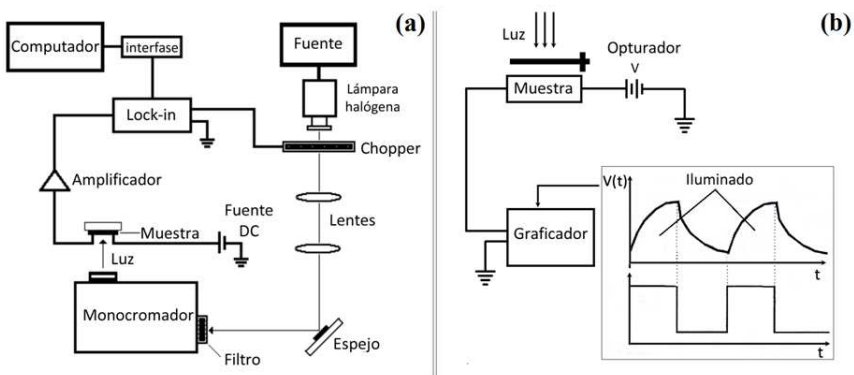 (a)
Computador
interfase
Fuente
Lámpara
halógena
Lock-in
Chopper
Amplificador
Fuente
DC
Lentes
Muestra
Luz
Monocromador
Filtro
Espejo
(b)
Luz
Opturador
V
Muestra
Graficador
V(t)
Iluminado
t
t